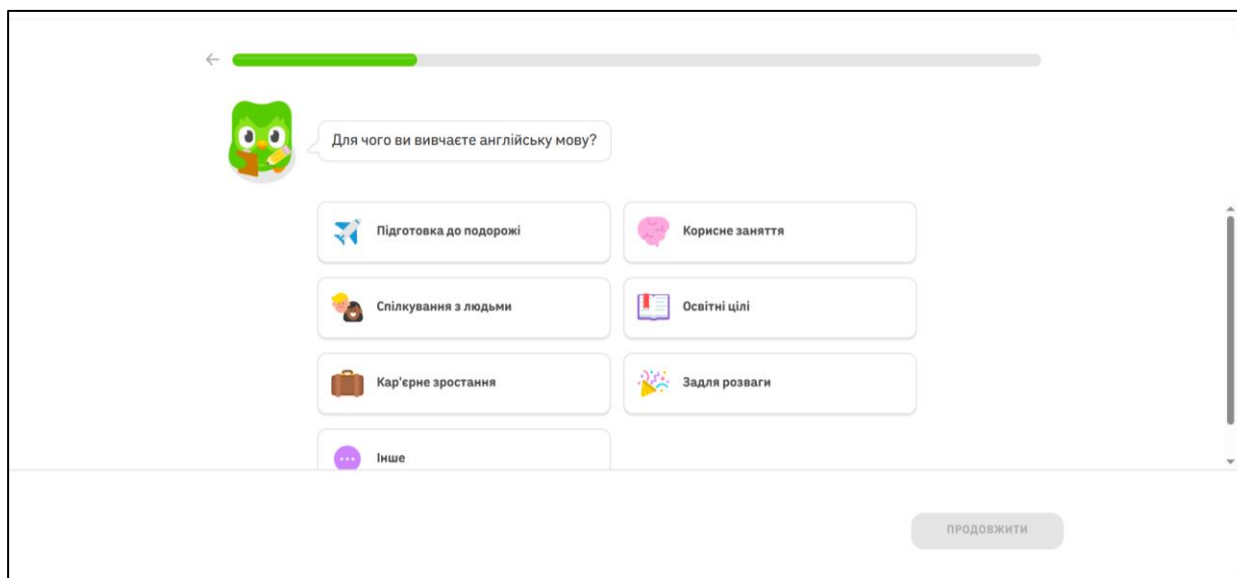 Для чого ви вивчаєте англійську мову?
Підготовка до подорожі
Корисне заняття
Спілкування з людьми
Освітні цілі
Кар'єрне зростання
Задля розваги
Інше
ПРОДОВЖИТИ